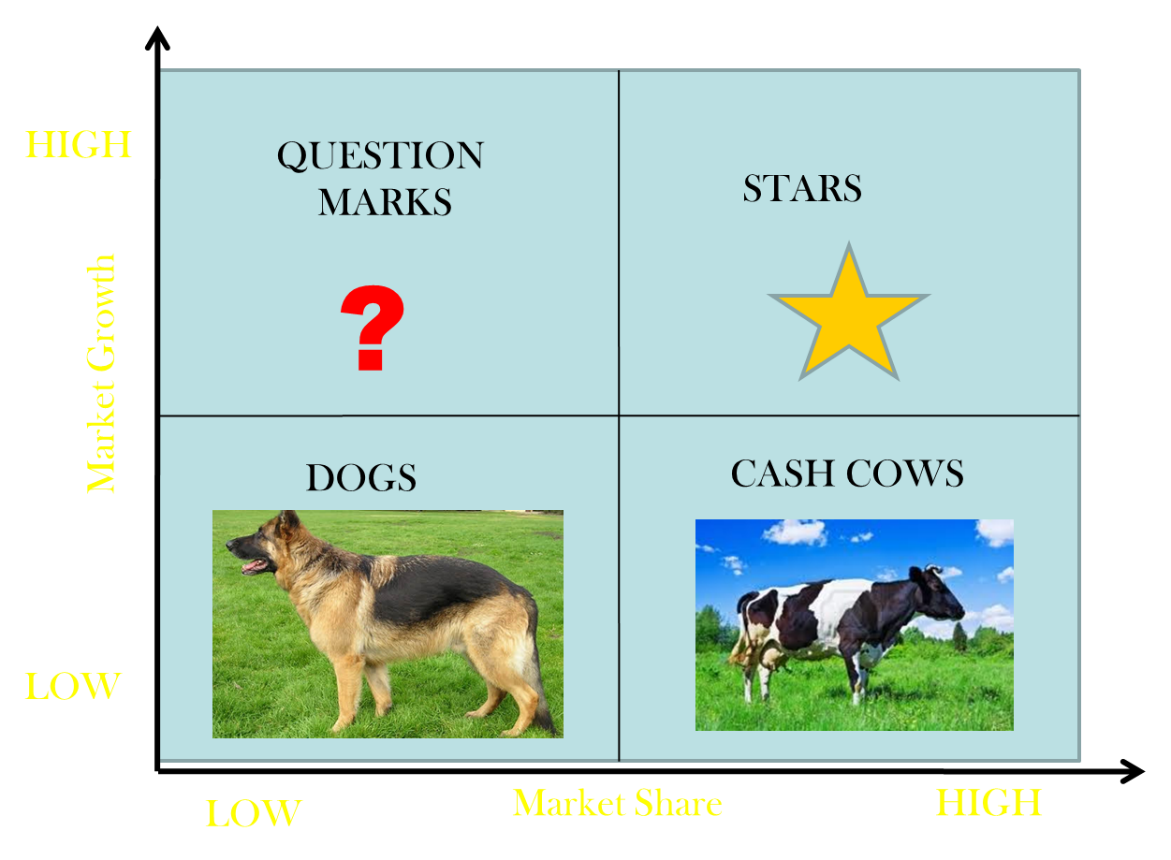 HIGH
QUESTION
MARKS
STARS
?
Market Growth
DOGS
CASH COWS
LOW
LOW
Market Share
HIGH